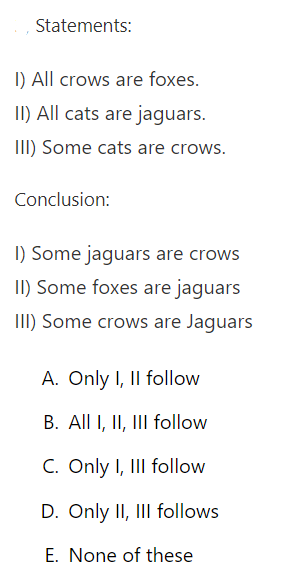 Statements:
I) All crows are foxes.
II) All cats are jaguars.
III) Some cats are crows.
Conclusion:
I) Some jaguars are crows
II) Some foxes are jaguars
III) Some crows are Jaguars
A. Only I, II follow
B. All I, II, III follow
C. Only I, III follow
D. Only II, III follows
E. None of these